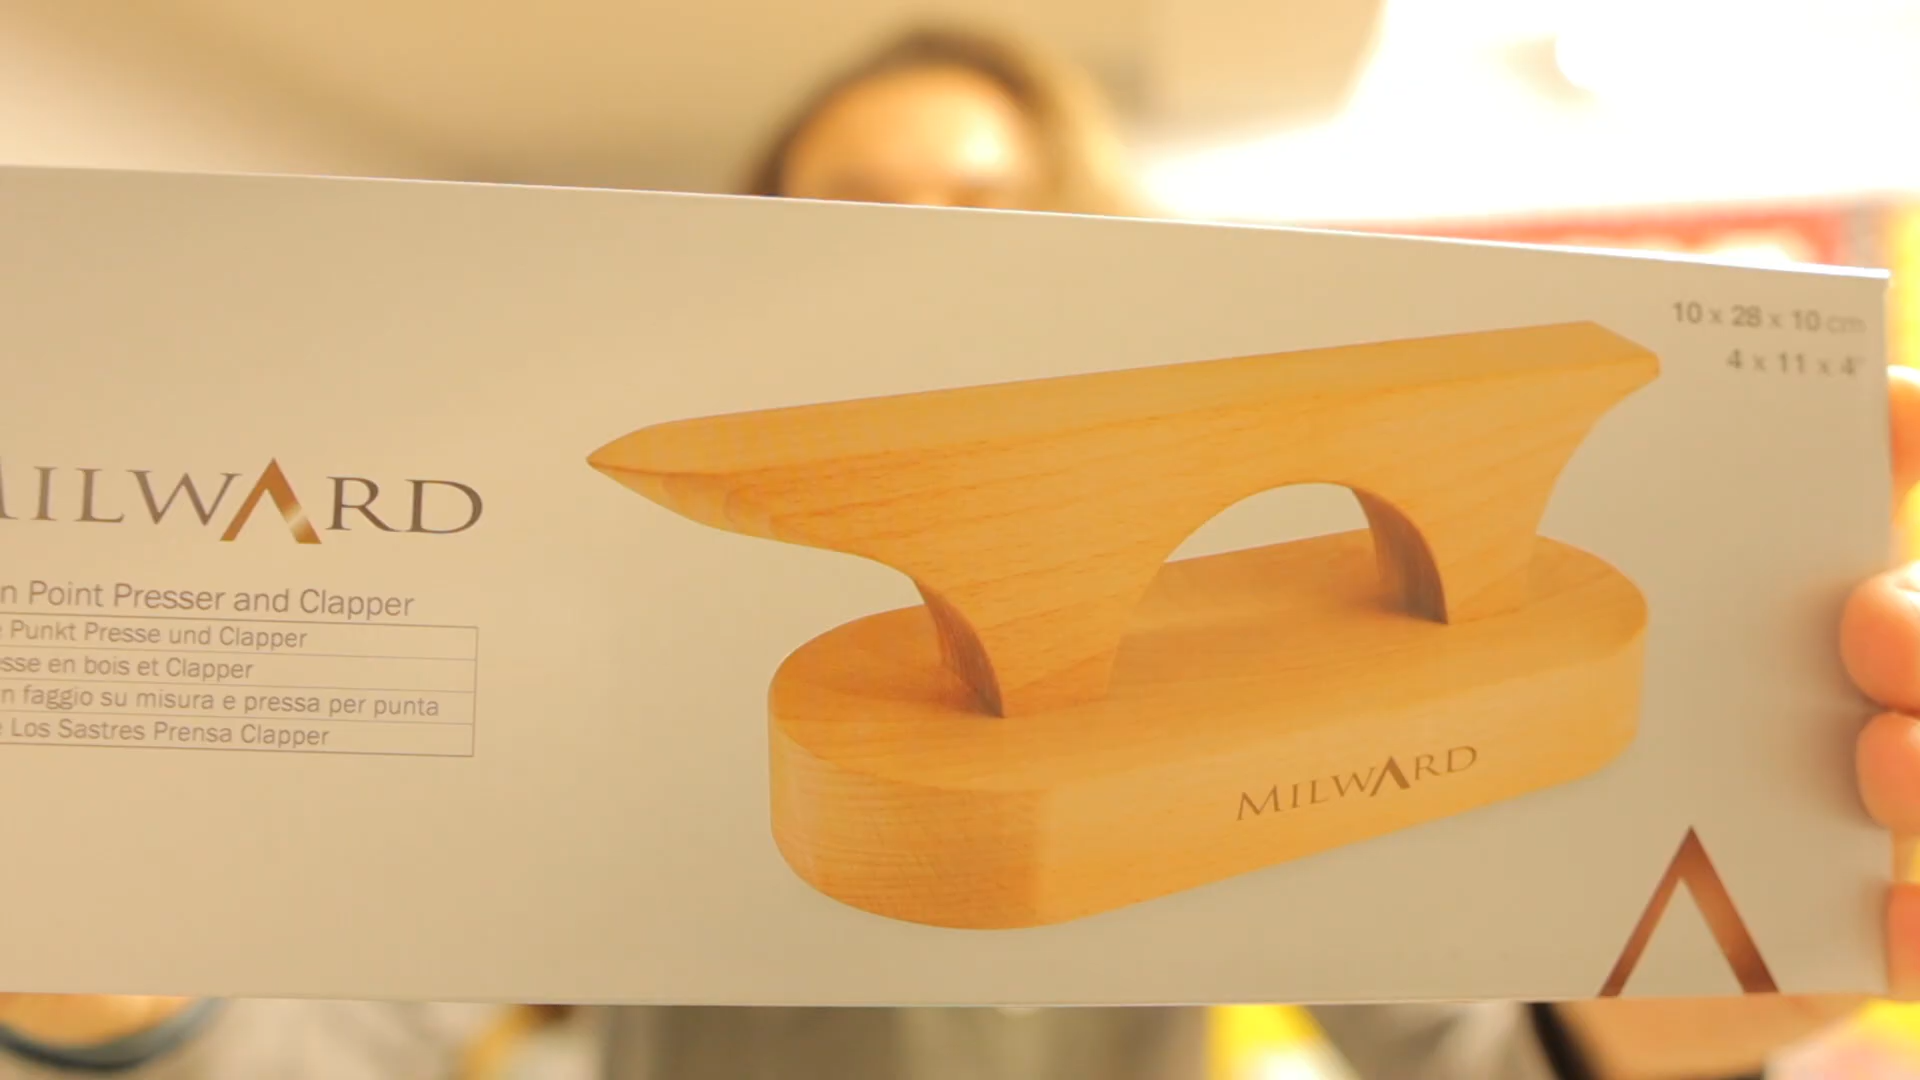 MILWARD
n Point Presser and Clapper
e Punkt Presse und Clapper
sse en bois et Clapper
n faggio su misura e pressa per punta
e Los Sastres Prensa Clapper
10 x 28 x 10 cm
4 x 11 x 4"
MILWARD